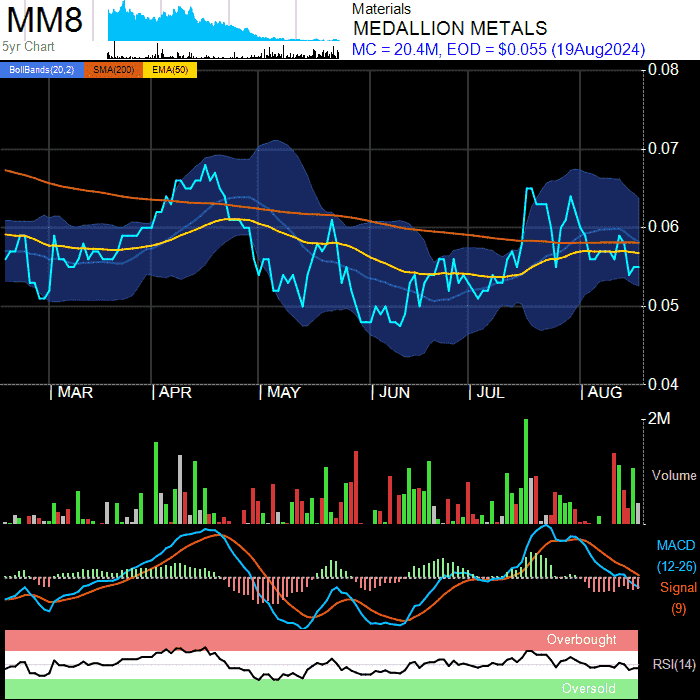 MM8
5yr Chart
Materials
MEDALLION METALS
MC = 20.4M, EOD = $0.055 (19Aug2024)
BollBands(20,2) SMA(200) EMA(50)
0.08
0.07
0.06
0.05
0.04
MAR APR MAY JUN JUL AUG
2M
Volume
MACD
(12-26)
Signal
(9)
Overbought
RSI(14)
Oversold